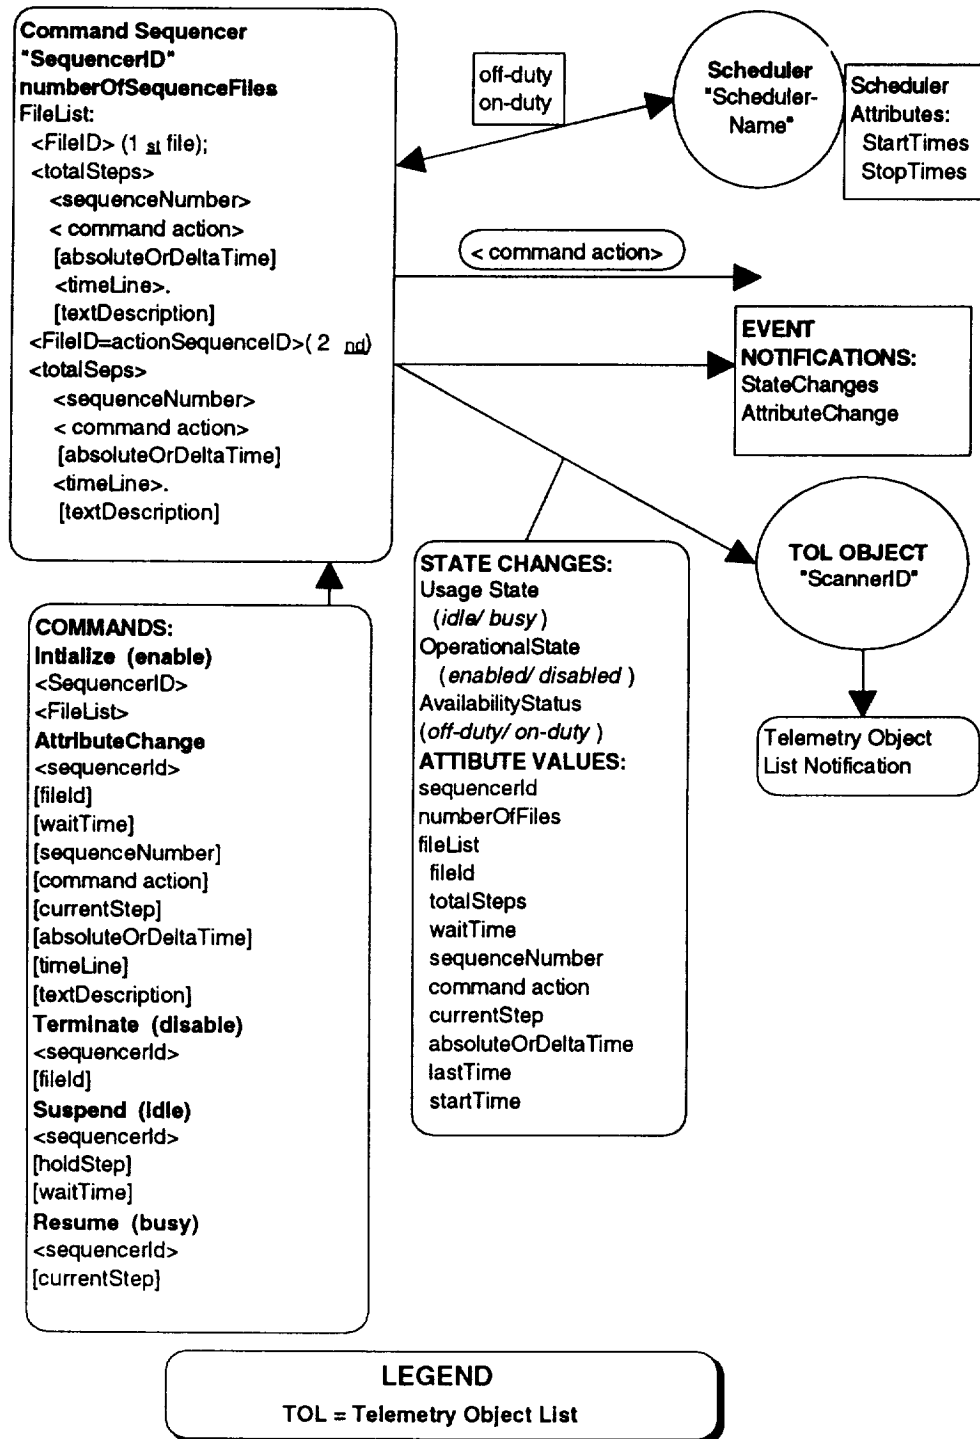 Command Sequencer
"SequencerID"
numberOfSequenceFiles
FileList:
<FileID> (1 st file);
<totalSteps>
<sequenceNumber>
< command action>
[absoluteOrDeltaTime]
<timeLine>.
[textDescription]
<FileID=actionSequenceID>( 2 nd)
<totalSeps>
<sequenceNumber>
< command action>
[absoluteOrDeltaTime]
<timeLine>.
[textDescription]
off-duty
on-duty
Scheduler
"Scheduler-
Name"
Scheduler
Attributes:
StartTimes
StopTimes
< command action>
EVENT
NOTIFICATIONS:
StateChanges
AttributeChange
TOL OBJECT
"ScannerID"
Telemetry Object
List Notification
STATE CHANGES:
Usage State
(idle/ busy )
OperationalState
(enabled/ disabled )
AvailabilityStatus
(off-duty/ on-duty )
ATTIBUTE VALUES:
sequencerId
numberOfFiles
fileList
fileId
totalSteps
waitTime
sequenceNumber
command action
currentStep
absoluteOrDeltaTime
lastTime
startTime
COMMANDS:
Intialize (enable)
<SequencerID>
<FileList>
AttributeChange
<sequencerId>
[fileId]
[waitTime]
[sequenceNumber]
[command action]
[currentStep]
[absoluteOrDeltaTime]
[timeLine]
[textDescription]
Terminate (disable)
<sequencerId>
[fileId]
Suspend (idle)
<sequencerId>
[holdStep]
[waitTime]
Resume (busy)
<sequencerId>
[currentStep]
LEGEND
TOL = Telemetry Object List